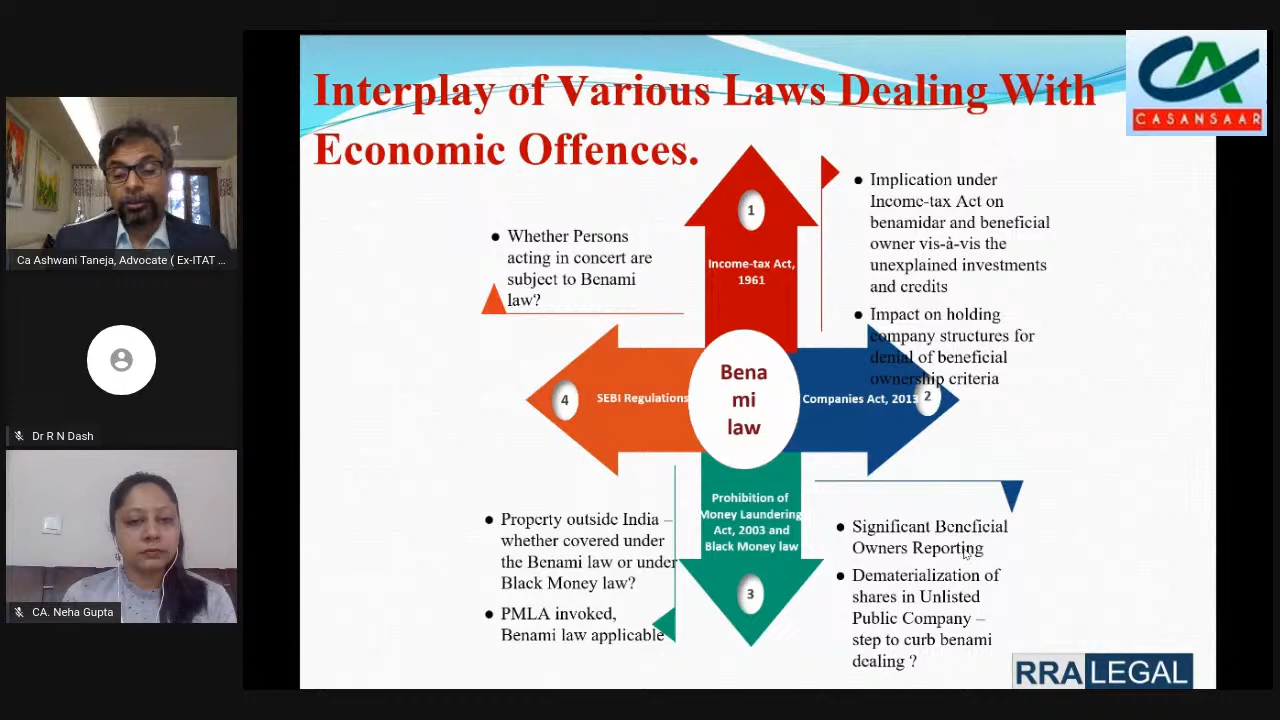 Interplay of Various Laws Dealing With
Economic Offences.
CA
CASANSAAR
1
Income-tax Act,
1961
● Implication under
Income-tax Act on
benamidar and beneficial
owner vis-à-vis the
unexplained investments
and credits
● Impact on holding
company structures for
denial of beneficial
ownership criteria
● Whether Persons
acting in concert are
subject to Benami
law?
4
SEBI Regulations
Bena
mi
law
Companies Act, 2013
2
Prohibition of
Money Laundering
Act, 2003 and
Black Money law
3
● Property outside India –
whether covered under
the Benami law or under
Black Money law?
● PMLA invoked,
Benami law applicable
● Significant Beneficial
Owners Reporting
● Dematerialization of
shares in Unlisted
Public Company –
step to curb benami
dealing ?
RRA LEGAL
Ca Ashwani Taneja, Advocate ( Ex-ITAT ...
Dr R N Dash
CA. Neha Gupta